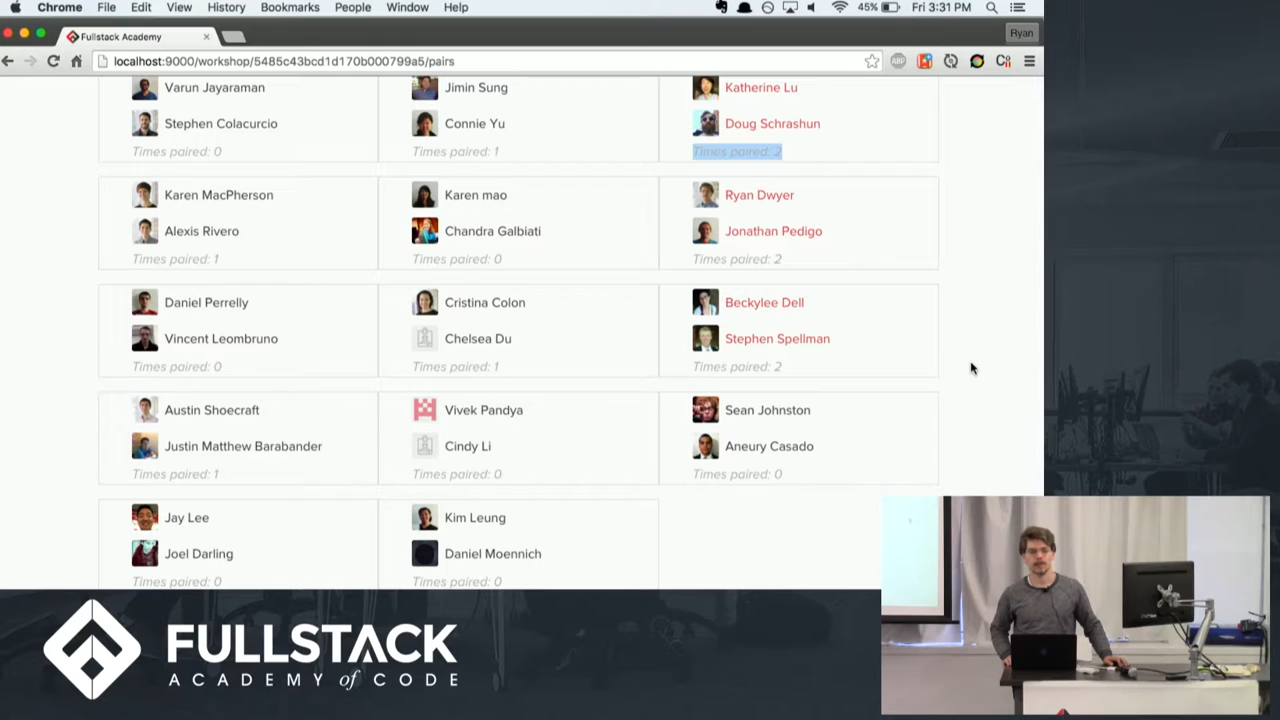 Chrome File Edit View History Bookmarks People Window Help 45% Fri 3:31 PM
Fullstack Academy Ryan
localhost:9000/workshop/5485c43bcd1d170b000799a5/pairs ABP
Varun Jayaraman
Stephen Colacurcio
Times paired: 0
Jimin Sung
Connie Yu
Times paired: 1
Katherine Lu
Doug Schrashun
Times paired: 2
Karen MacPherson
Alexis Rivero
Times paired: 1
Karen mao
Chandra Galbiati
Times paired: 0
Ryan Dwyer
Jonathan Pedigo
Times paired: 2
Daniel Perrelly
Vincent Leombruno
Times paired: 0
Cristina Colon
Chelsea Du
Times paired: 1
Beckylee Dell
Stephen Spellman
Times paired: 2
Austin Shoecraft
Justin Matthew Barabander
Times paired: 1
Vivek Pandya
Cindy Li
Times paired: 0
Sean Johnston
Aneury Casado
Times paired: 0
Jay Lee
Joel Darling
Times paired: 0
Kim Leung
Daniel Moennich
Times paired: 0
FULLSTACK
ACADEMY of CODE